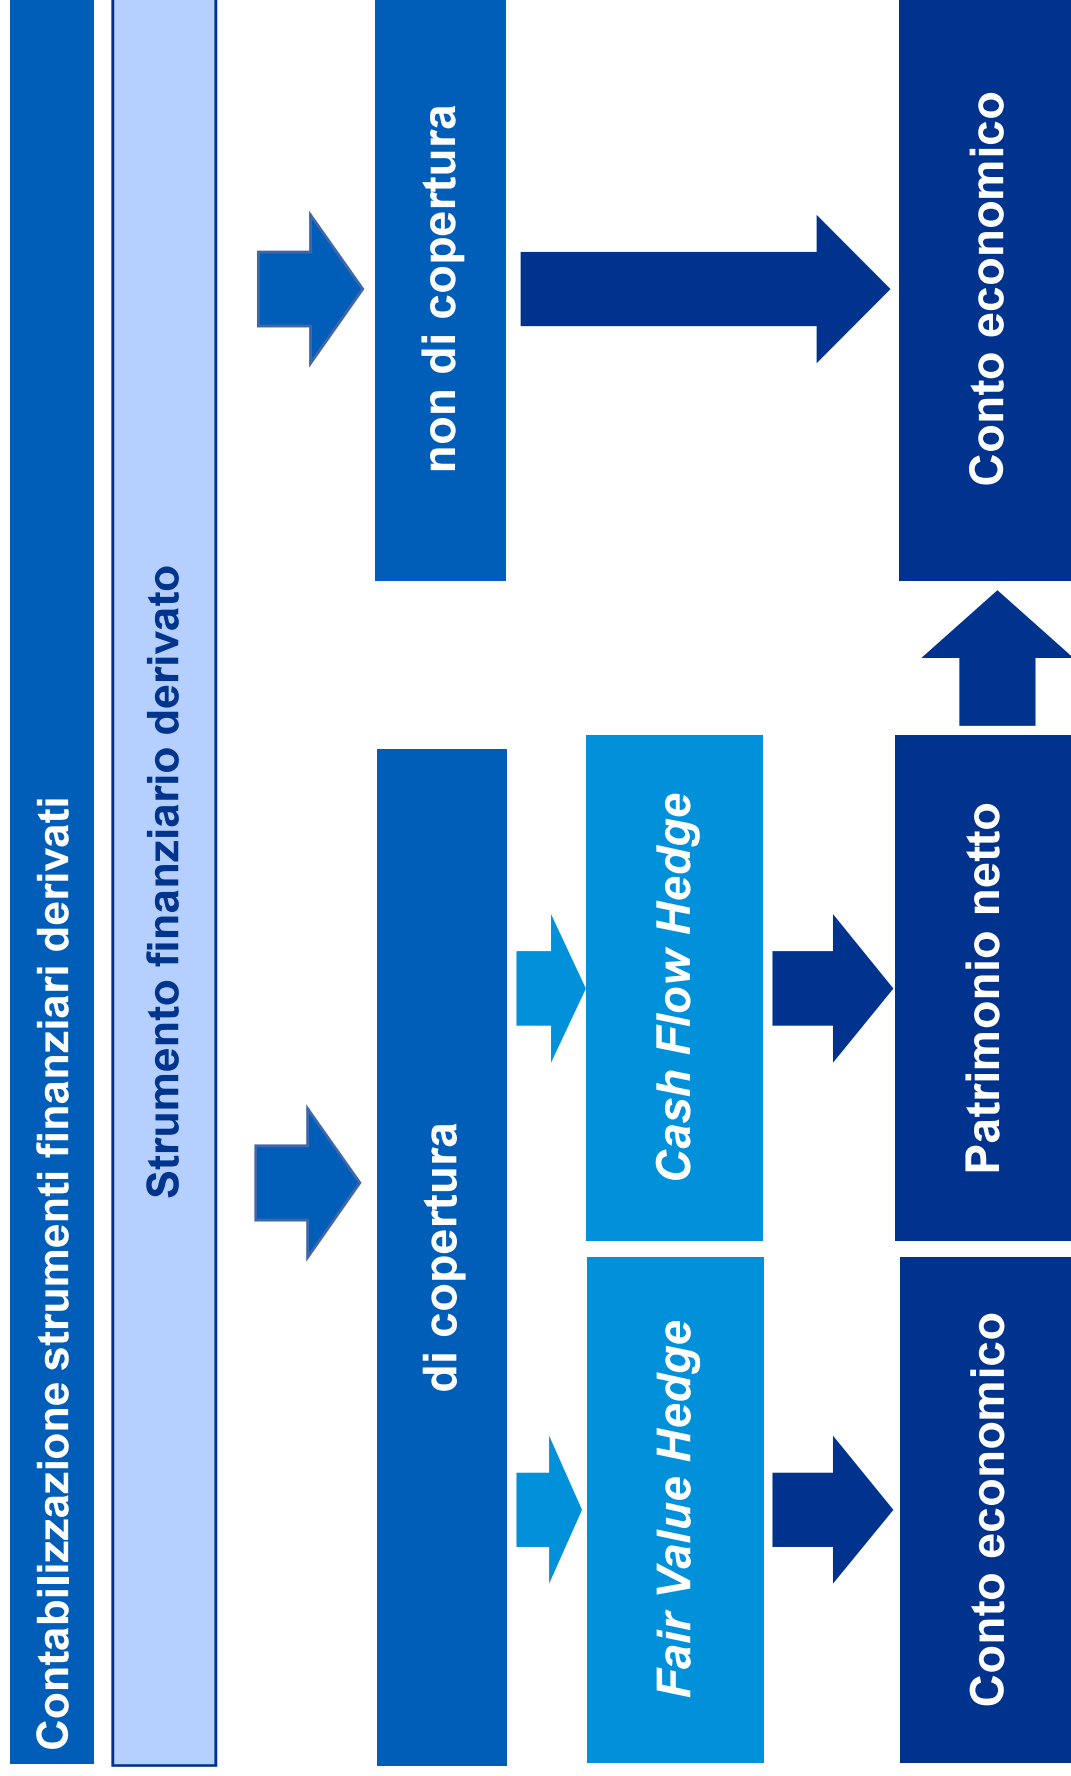 Contabilizzazione strumenti finanziari derivati
Strumento finanziario derivato
di copertura
non di copertura
Fair Value Hedge
Cash Flow Hedge
Conto economico
Patrimonio netto
Conto economico